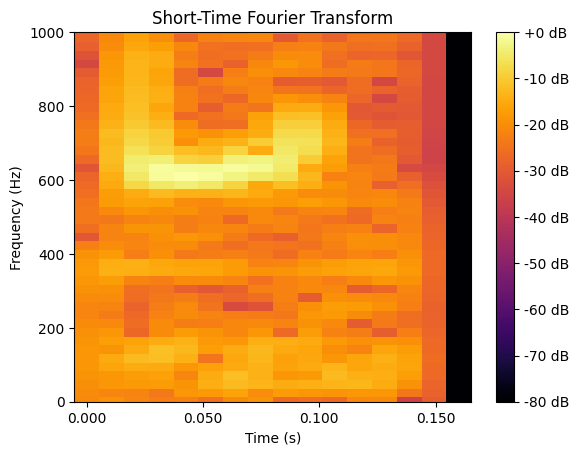 Short-Time Fourier Transform
1000
800
600
400
200
0
Frequency (Hz)
0.000
0.050
0.100
0.150
Time (s)
+0 dB
-10 dB
-20 dB
-30 dB
-40 dB
-50 dB
-60 dB
-70 dB
-80 dB